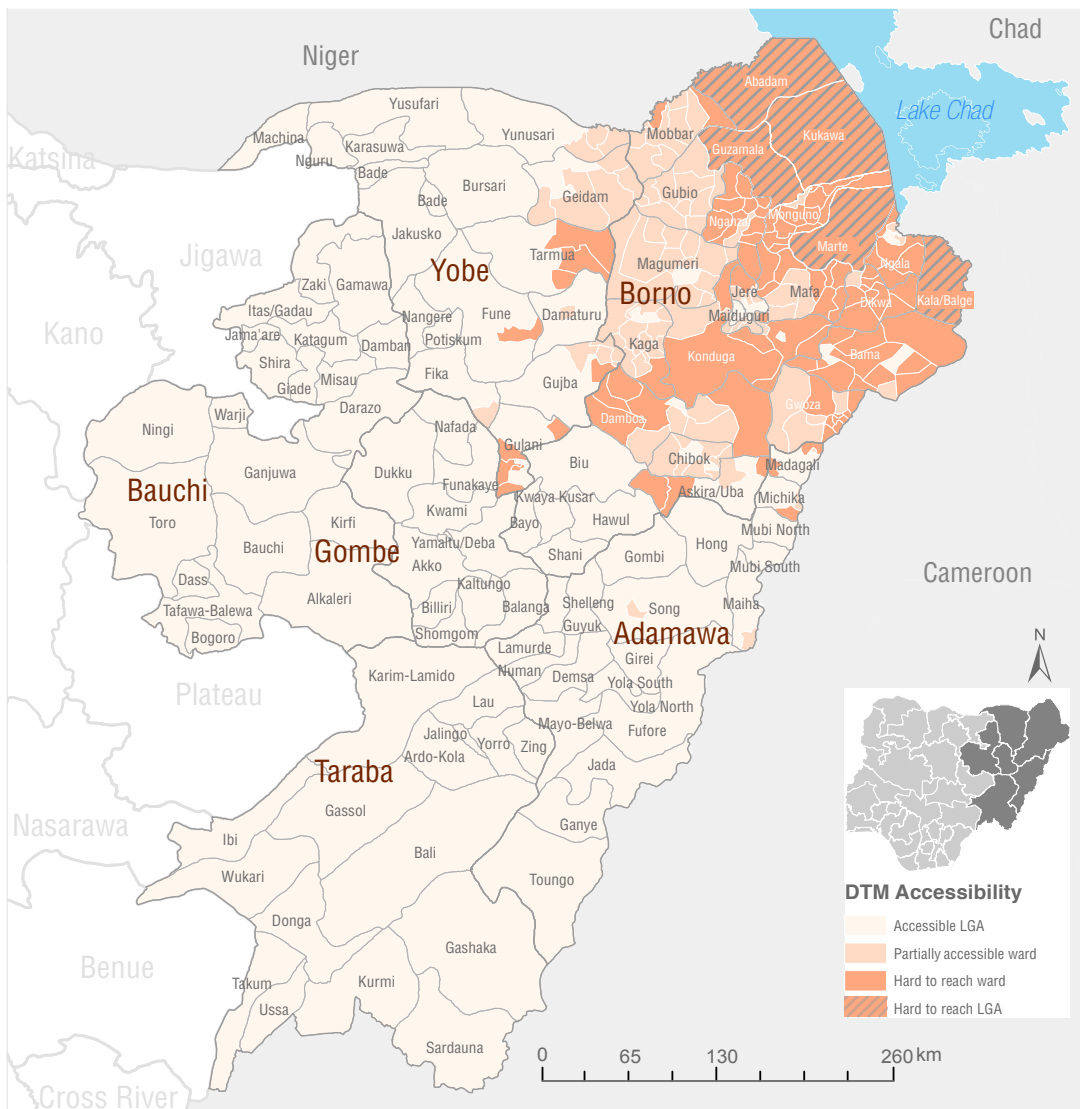 Niger
Chad
Lake Chad
Katsina
Jigawa
Kano
Plateau
Nasarawa
Benue
Cross River
Cameroon
Yobe
Borno
Bauchi
Gombe
Adamawa
Taraba
Abadam
Kukawa
Mobbar
Guzamala
Gubio
Nganzai
Monguno
Marte
Ngala
Kala/Balge
Magumeri
Jere
Mafa
Dikwa
Maiduguri
Kaga
Konduga
Bama
Gwoza
Damboa
Chibok
Askira/Uba
Biu
Kwaya Kusar
Hawul
Bayo
Shani
Yusufari
Yunusari
Machina
Nguru
Karasuwa
Bade
Bade
Bursari
Geidam
Jakusko
Tarmua
Nangere
Fune
Damaturu
Potiskum
Fika
Gujba
Gulani
Zaki
Gamawa
Itas/Gadau
Jama'are
Katagum
Damban
Shira
Misau
Giade
Darazo
Warji
Ningi
Ganjuwa
Toro
Bauchi
Kirfi
Dass
Tafawa-Balewa
Bogoro
Alkaleri
Nafada
Dukku
Funakaye
Kwami
Yamaltu/Deba
Akko
Kaltungo
Billiri
Balanga
Shomgom
Madagali
Michika
Mubi North
Mubi South
Hong
Gombi
Maiha
Shelleng
Song
Guyuk
Lamurde
Numan
Demsa
Girei
Yola South
Yola North
Mayo-Belwa
Fufore
Jada
Ganye
Toungo
Karim-Lamido
Lau
Jalingo
Yorro
Zing
Ardo-Kola
Gassol
Ibi
Bali
Wukari
Donga
Gashaka
Takum
Kurmi
Ussa
Sardauna
N
DTM Accessibility
Accessible LGA
Partially accessible ward
Hard to reach ward
Hard to reach LGA
0 65 130 260 km